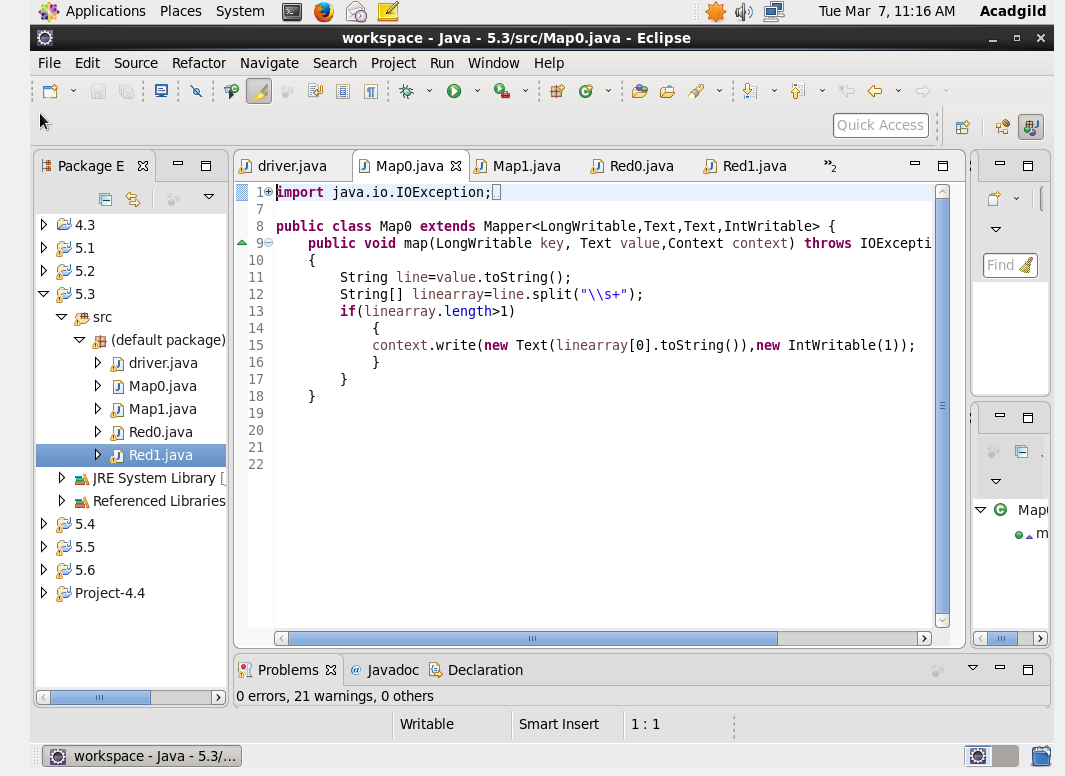 Applications Places System Tue Mar 7, 11:16 AM Acadgild
workspace - Java - 5.3/src/Map0.java - Eclipse
File Edit Source Refactor Navigate Search Project Run Window Help
Quick Access
Package E driver.java Map0.java Map1.java Red0.java Red1.java »2
4.3
5.1
5.2
5.3
src
(default package)
driver.java
Map0.java
Map1.java
Red0.java
Red1.java
JRE System Library [
Referenced Libraries
5.4
5.5
5.6
Project-4.4
1 import java.io.IOException;
7
8 public class Map0 extends Mapper<LongWritable,Text,Text,IntWritable> {
9 public void map(LongWritable key, Text value,Context context) throws IOExcepti
10 {
11 String line=value.toString();
12 String[] linearray=line.split("\\s+");
13 if(linearray.length>1)
14 {
15 context.write(new Text(linearray[0].toString()),new IntWritable(1));
16 }
17 }
18 }
19
20
21
22
Find
Map
m
Problems Javadoc Declaration
0 errors, 21 warnings, 0 others
Writable Smart Insert 1 : 1
workspace - Java - 5.3/...